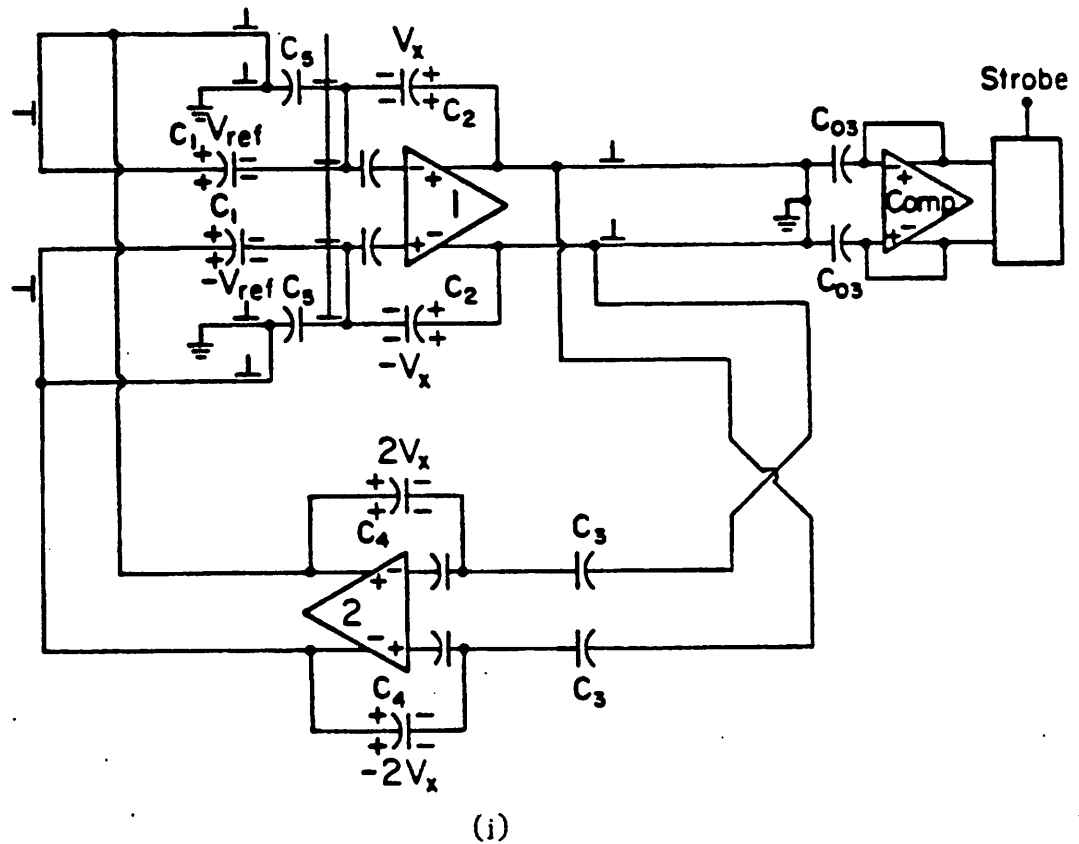 Vx
C5
C2
Strobe
C03
C1
Vref
+ + - -
- +
1
Comp
C1
-Vref
C5
C2
C03
-Vx
2Vx
C4
C3
2
C4
C3
-2Vx
(i)